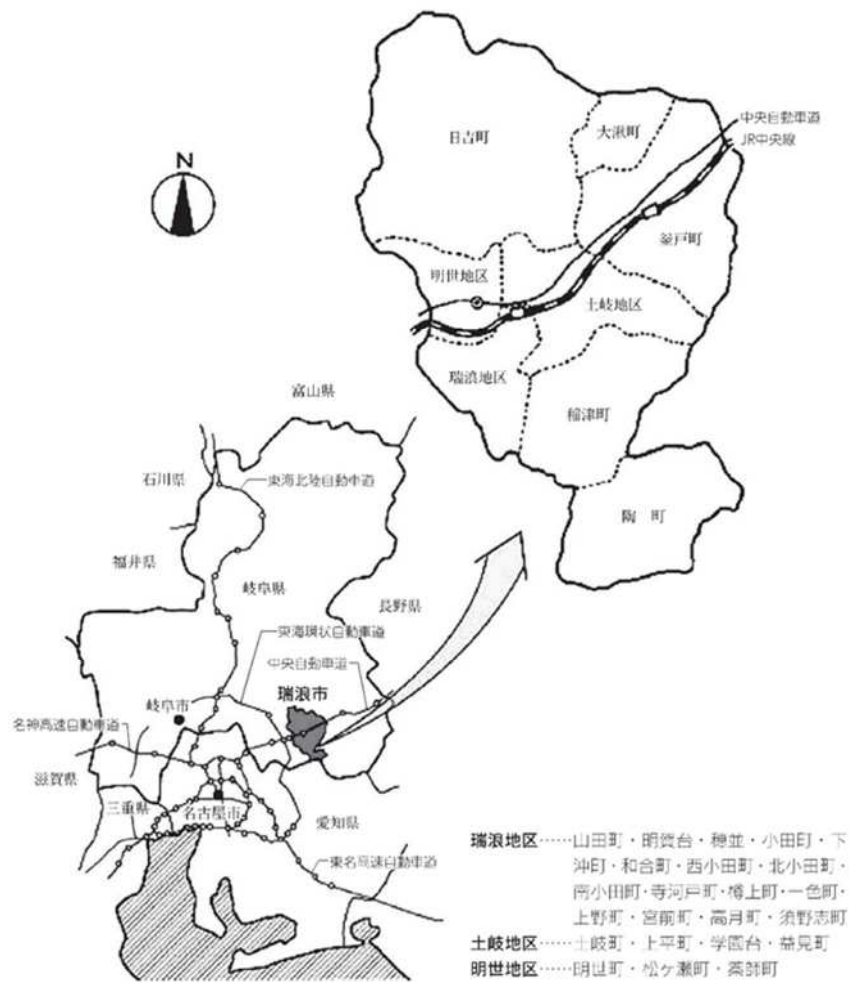 N
日吉町
大湫町
中央自動車道
JR中央線
釜戸町
明世地区
土岐地区
瑞浪地区
稲津町
陶 町
富山県
石川県
東海北陸自動車道
福井県
岐阜県
長野県
東海環状自動車道
中央自動車道
瑞浪市
岐阜市
名神高速自動車道
滋賀県
三重県
名古屋市
愛知県
東名高速自動車道
瑞浪地区……山田町・明賀台・穂並・小田町・下
沖町・和合町・西小田町・北小田町・
南小田町・寺河戸町・樽上町・一色町・
上野町・宮前町・高月町・須野志町
土岐地区……土岐町・上平町・学園台・益見町
明世地区……明世町・松ヶ瀬町・薬師町